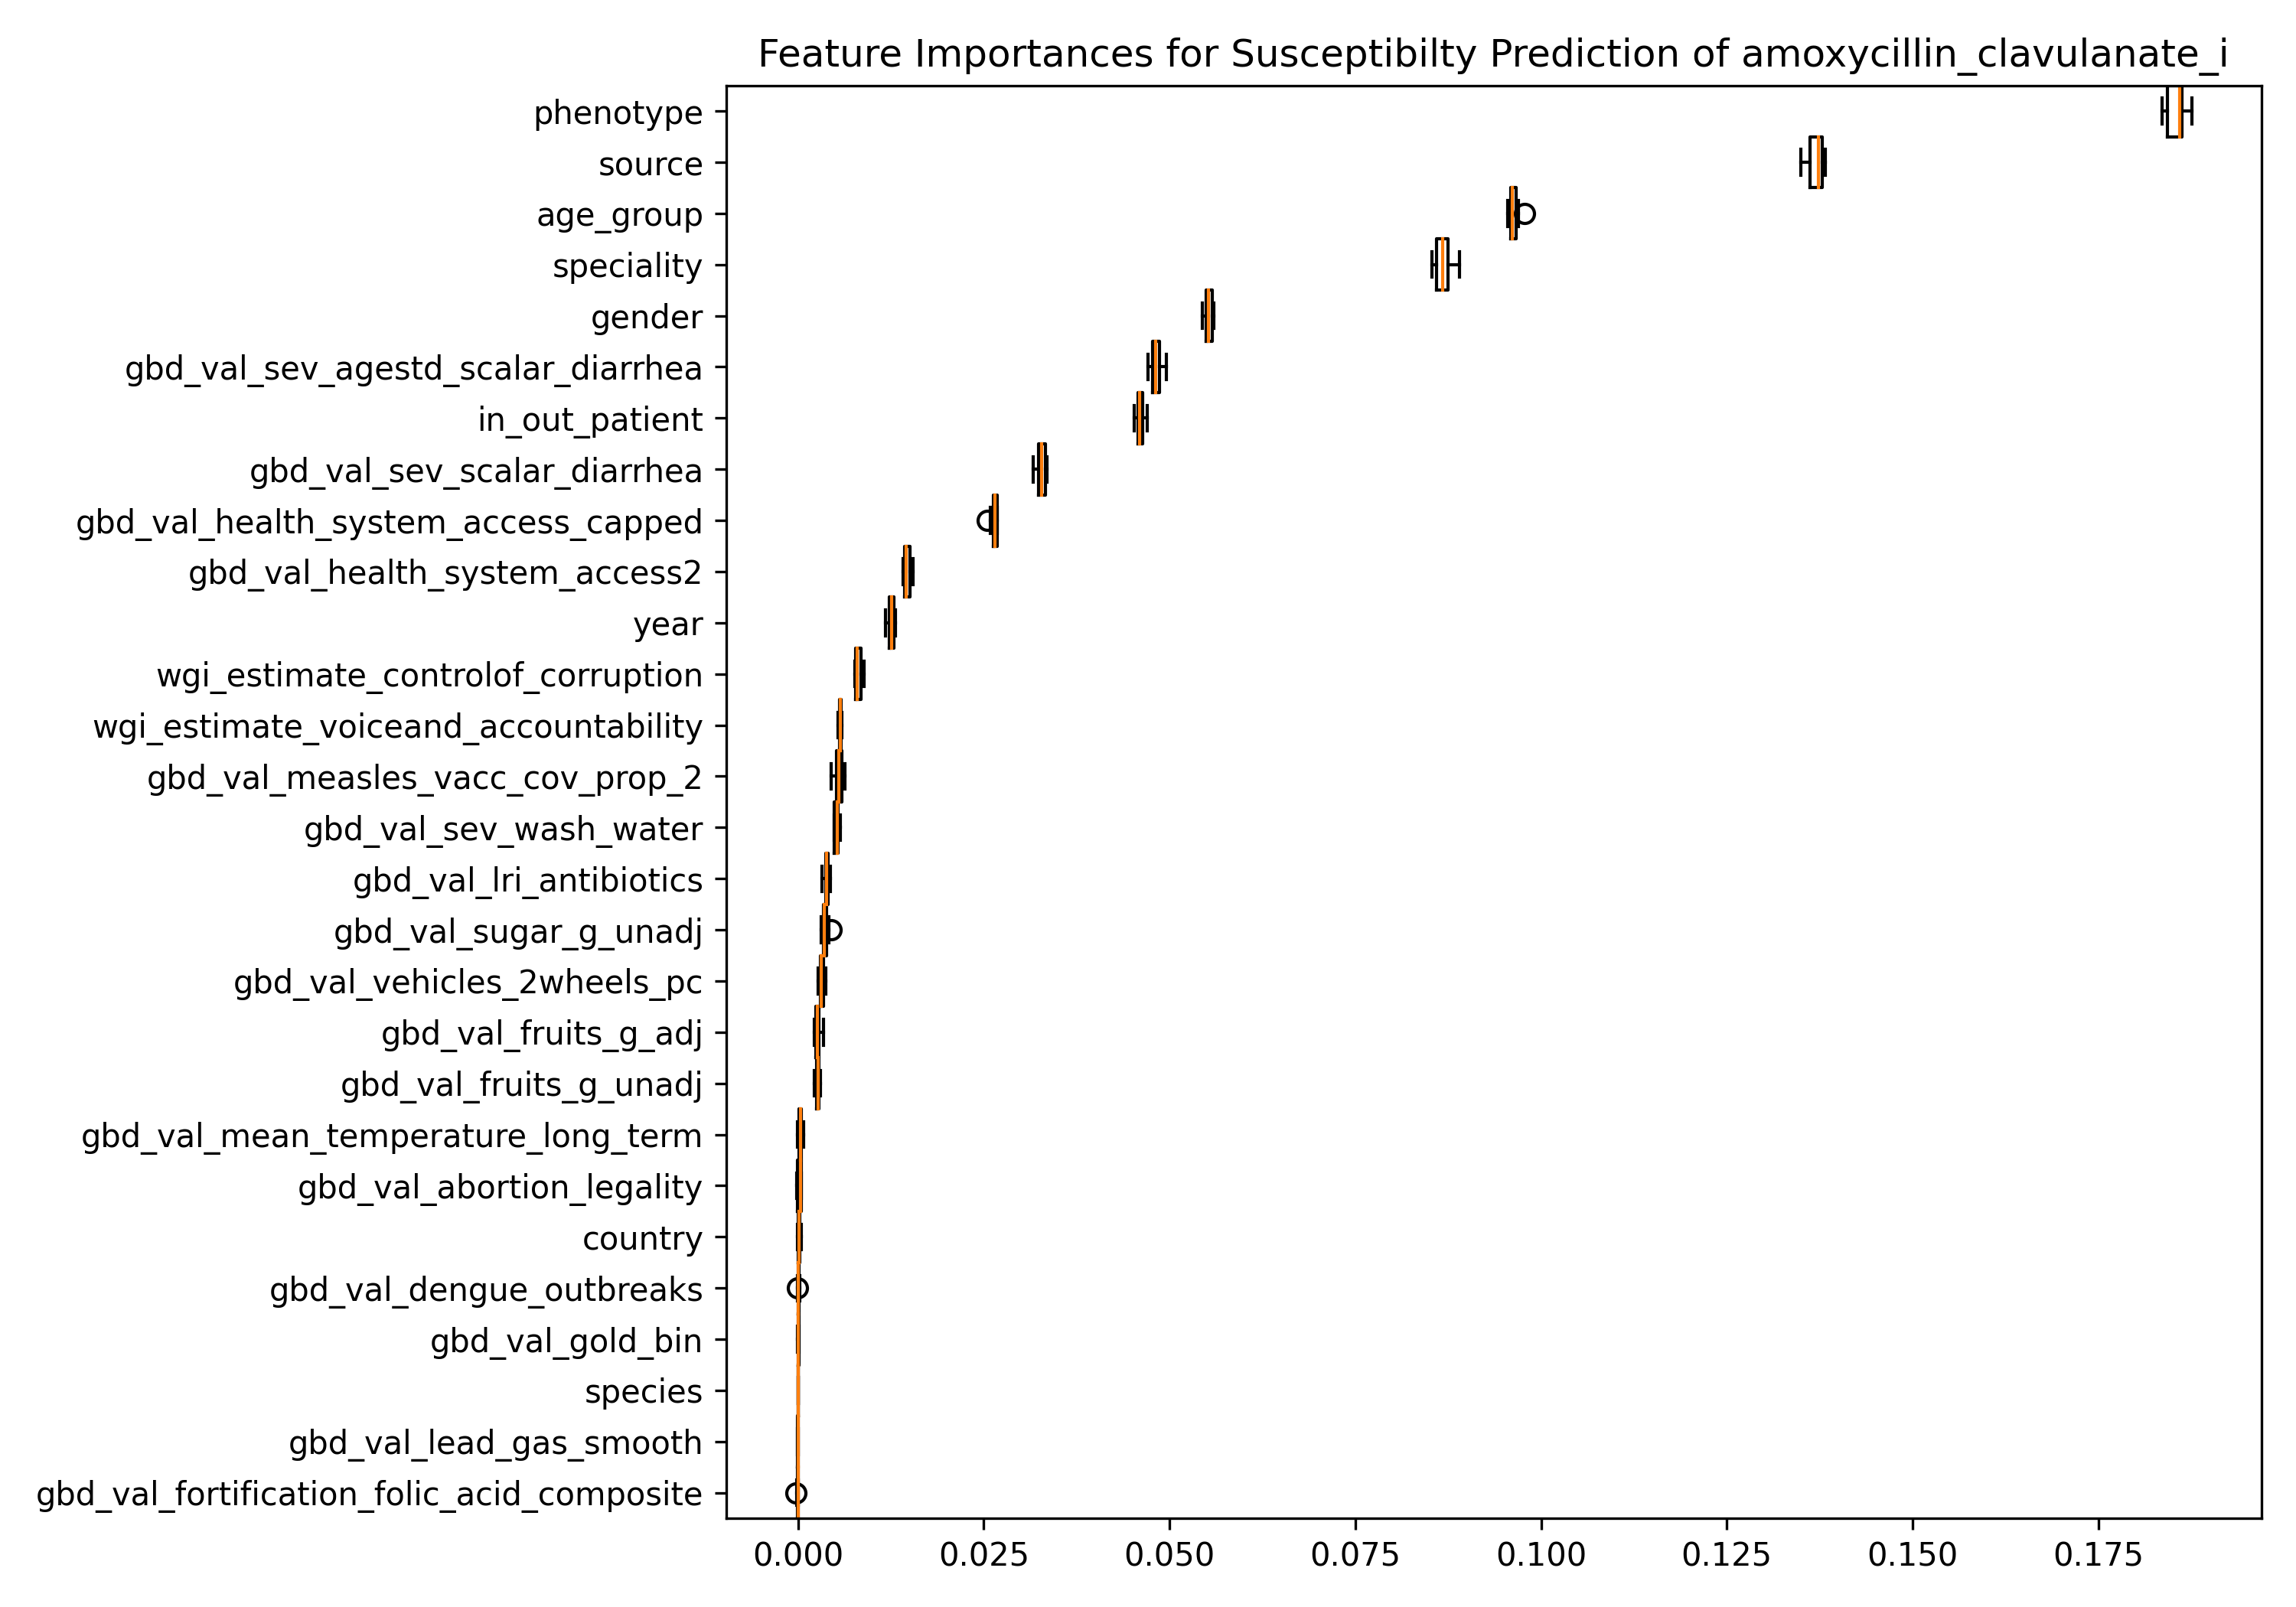 Feature Importances for Susceptibilty Prediction of amoxycillin_clavulanate_i
phenotype
source
age_group
speciality
gender
gbd_val_sev_agestd_scalar_diarrhea
in_out_patient
gbd_val_sev_scalar_diarrhea
gbd_val_health_system_access_capped
gbd_val_health_system_access2
year
wgi_estimate_controlof_corruption
wgi_estimate_voiceand_accountability
gbd_val_measles_vacc_cov_prop_2
gbd_val_sev_wash_water
gbd_val_lri_antibiotics
gbd_val_sugar_g_unadj
gbd_val_vehicles_2wheels_pc
gbd_val_fruits_g_adj
gbd_val_fruits_g_unadj
gbd_val_mean_temperature_long_term
gbd_val_abortion_legality
country
gbd_val_dengue_outbreaks
gbd_val_gold_bin
species
gbd_val_lead_gas_smooth
gbd_val_fortification_folic_acid_composite
0.000 0.025 0.050 0.075 0.100 0.125 0.150 0.175